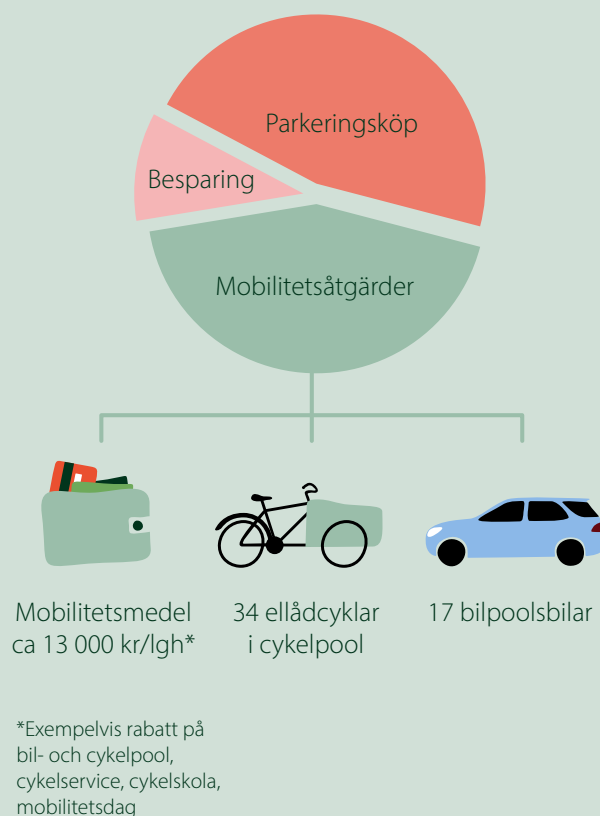 Parkeringsköp
Besparing
Mobilitetsåtgärder
Mobilitetsmedel
ca 13 000 kr/lgh*
34 ellådcyklar
i cykelpool
17 bilpoolsbilar
*Exempelvis rabatt på
bil- och cykelpool,
cykelservice, cykelskola,
mobilitetsdag